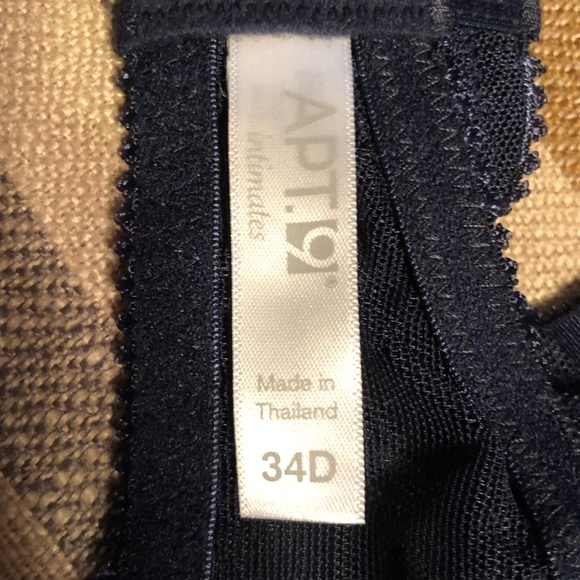 APT. 9®
intimates
Made in
Thailand
34D